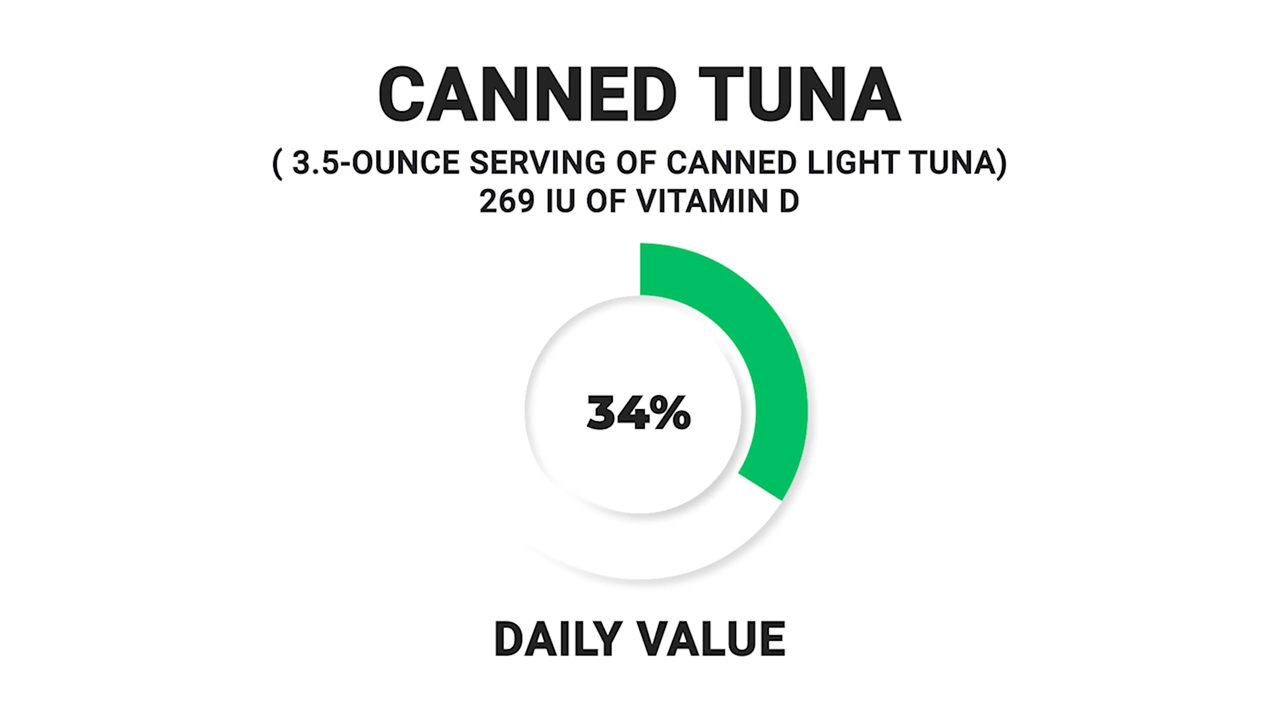 CANNED TUNA
( 3.5-OUNCE SERVING OF CANNED LIGHT TUNA)
269 IU OF VITAMIN D
34%
DAILY VALUE